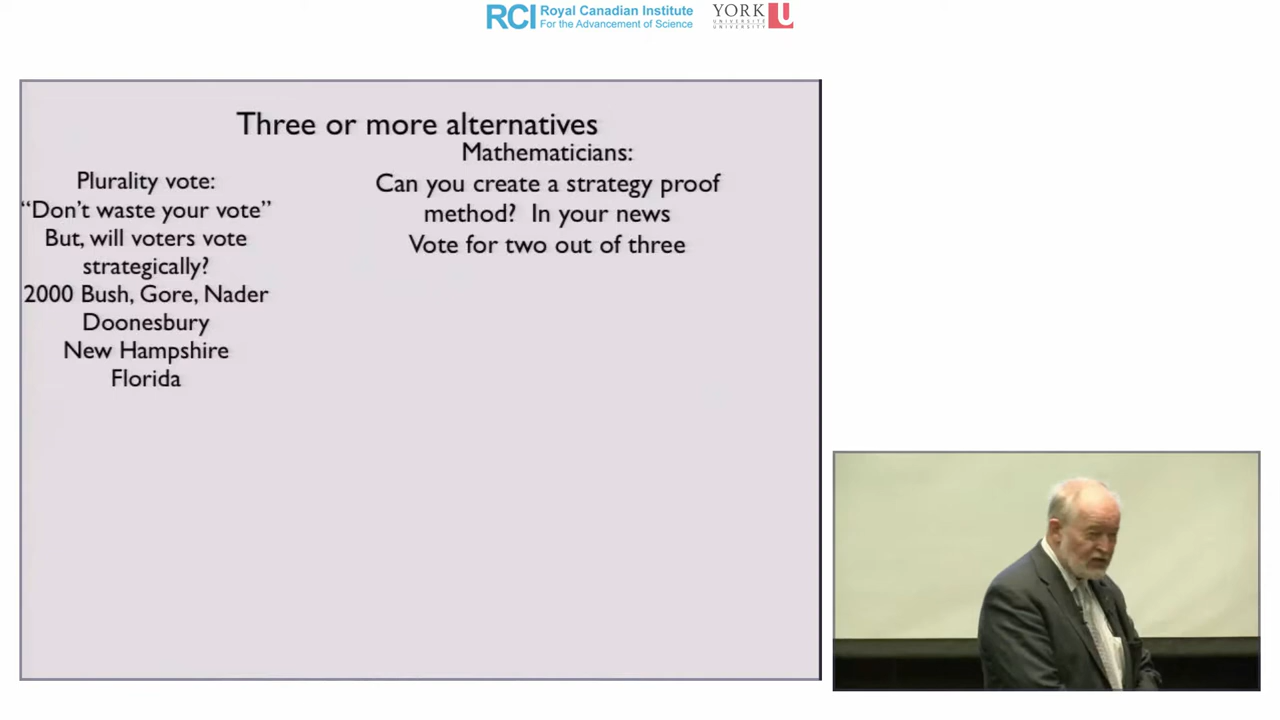 RCI Royal Canadian Institute
For the Advancement of Science
YORK U
UNIVERSITÉ
UNIVERSITY
Three or more alternatives
Plurality vote:
“Don’t waste your vote”
But, will voters vote
strategically?
2000 Bush, Gore, Nader
Doonesbury
New Hampshire
Florida
Mathematicians:
Can you create a strategy proof
method? In your news
Vote for two out of three